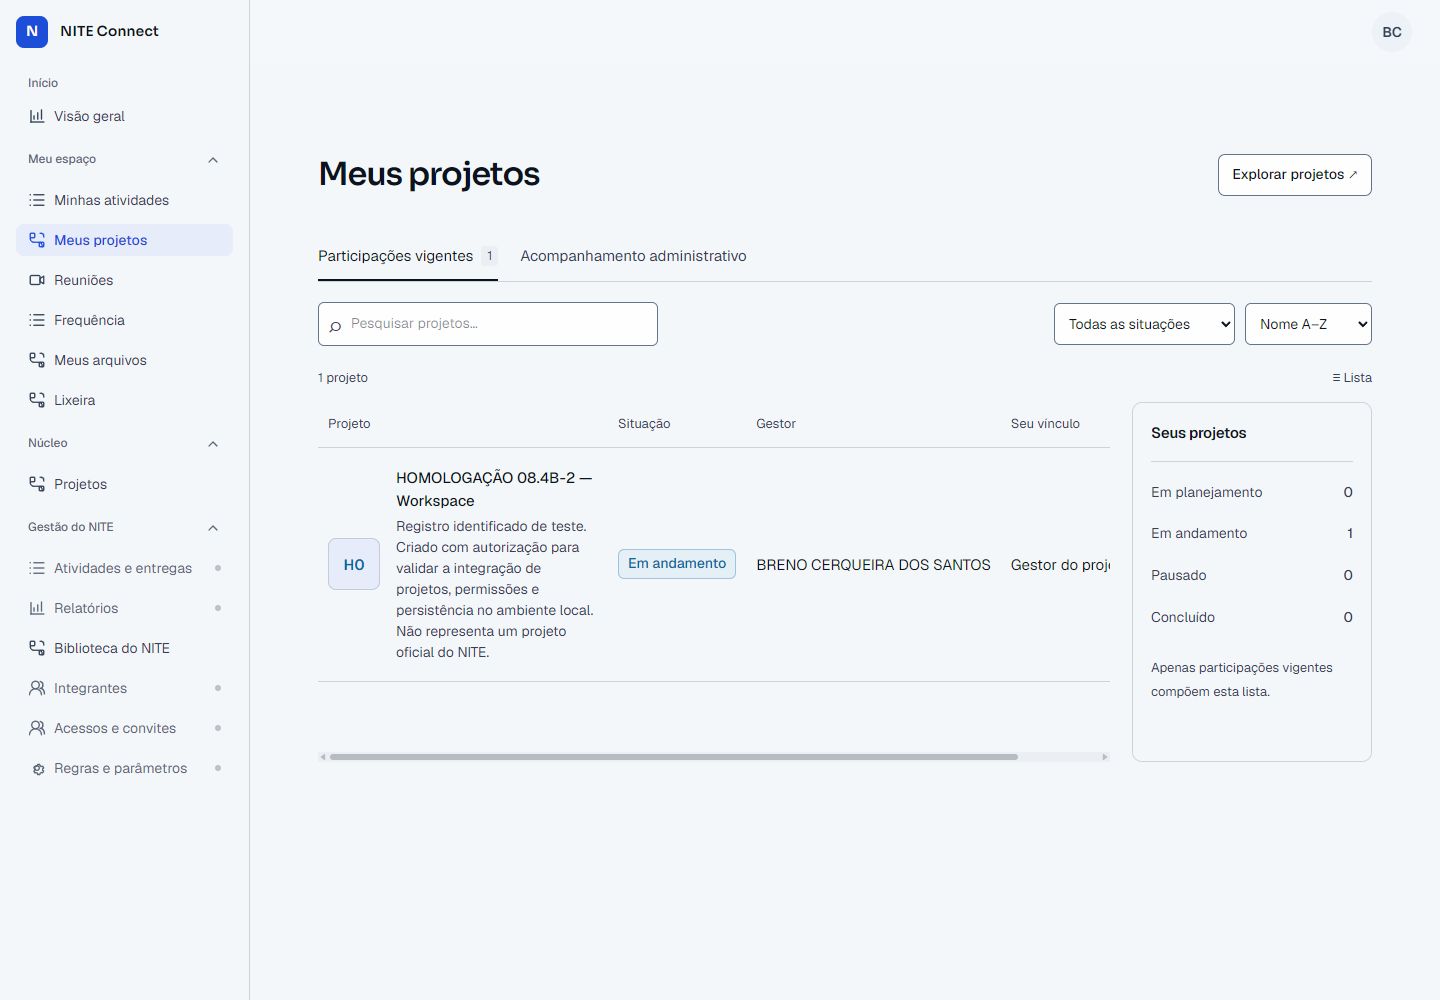 N NITE Connect
BC
Início
Visão geral
Meu espaço
Minhas atividades
Meus projetos
Reuniões
Frequência
Meus arquivos
Lixeira
Núcleo
Projetos
Gestão do NITE
Atividades e entregas
Relatórios
Biblioteca do NITE
Integrantes
Acessos e convites
Regras e parâmetros
Meus projetos
Explorar projetos ↗
Participações vigentes 1
Acompanhamento administrativo
Pesquisar projetos…
Todas as situações
Nome A–Z
1 projeto
Lista
Projeto Situação Gestor Seu vínculo
HO
HOMOLOGAÇÃO 08.4B-2 —
Workspace
Registro identificado de teste.
Criado com autorização para
validar a integração de
projetos, permissões e
persistência no ambiente local.
Não representa um projeto
oficial do NITE.
Em andamento
BRENO CERQUEIRA DOS SANTOS
Gestor do proje
Seus projetos
Em planejamento 0
Em andamento 1
Pausado 0
Concluído 0
Apenas participações vigentes
compõem esta lista.